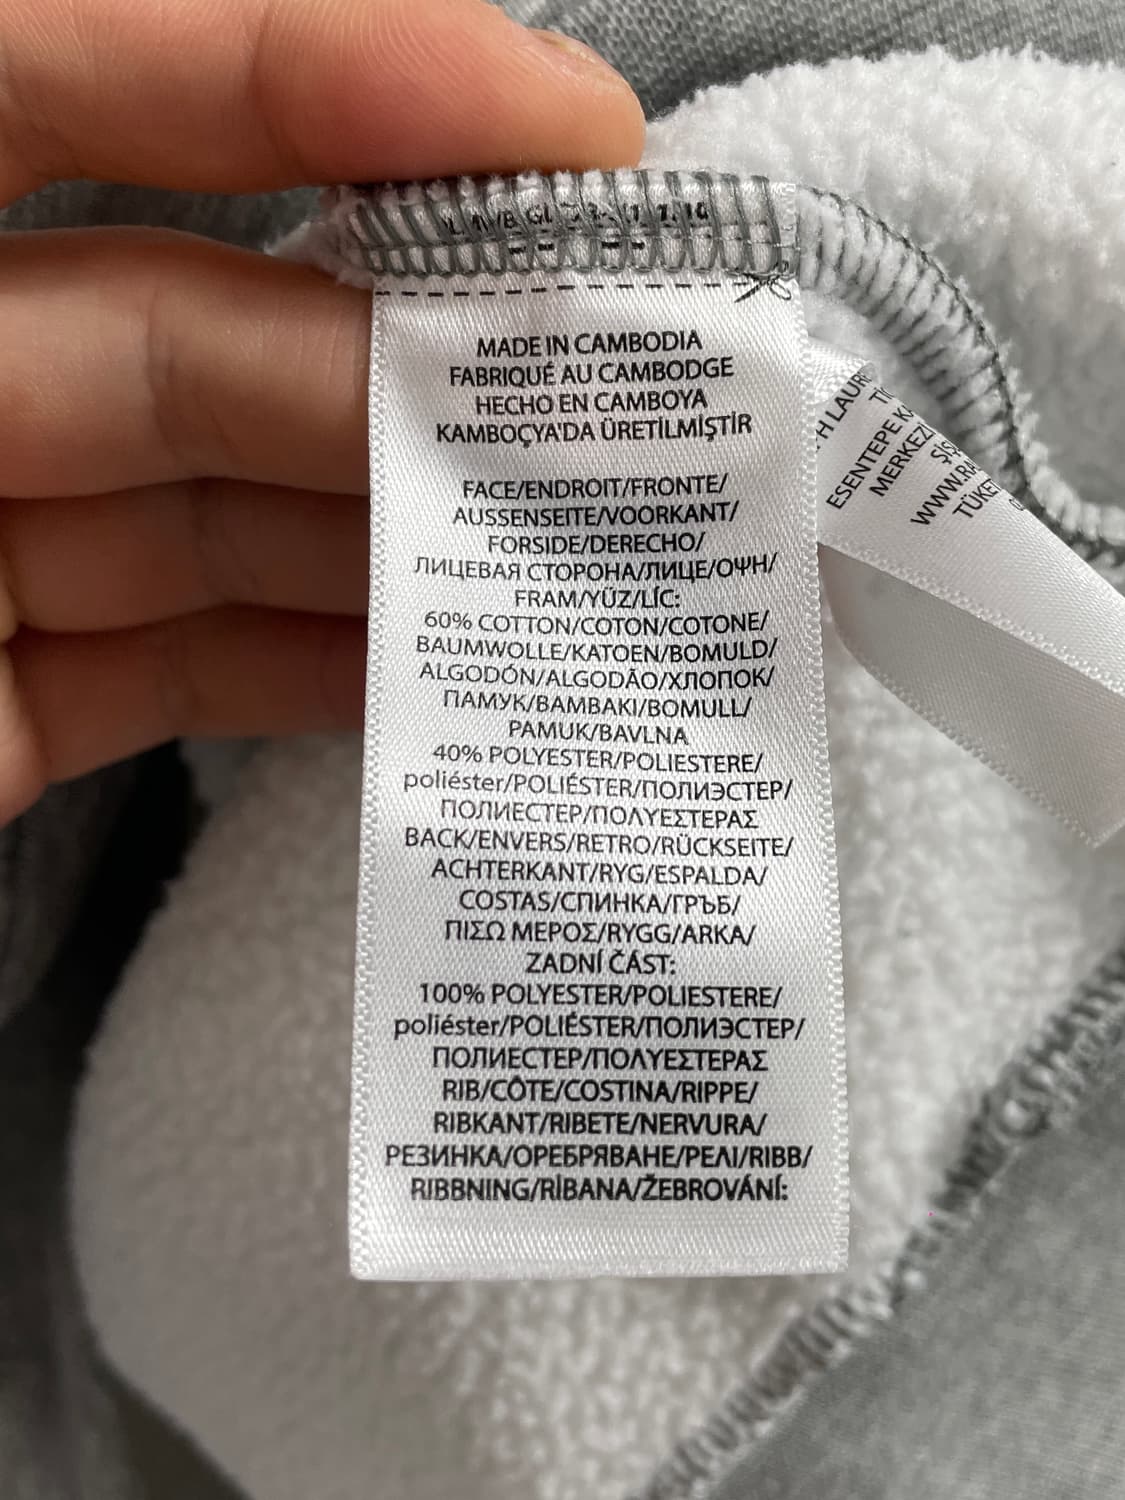 MADE IN CAMBODIA
FABRIQUÉ AU CAMBODGE
HECHO EN CAMBOYA
KAMBOÇYA'DA ÜRETİLMİŞTİR
FACE/ENDROIT/FRONTE/
AUSSENSEITE/VOORKANT/
FORSIDE/DERECHO/
ЛИЦЕВАЯ СТОРОНА/ЛИЦЕ/ΟΨΗ/
FRAM/YÜZ/LÍC:
60% COTTON/COTON/COTONE/
BAUMWOLLE/KATOEN/BOMULD/
ALGODÓN/ALGODÃO/ХЛОПОК/
ПАМУК/BAMBAKI/BOMULL/
PAMUK/BAVLNA
40% POLYESTER/POLIESTERE/
poliéster/POLIÉSTER/ПОЛИЭСТЕР/
ПОЛИЕСТЕР/ΠΟΛΥΕΣΤΕΡΑΣ
BACK/ENVERS/RETRO/RÜCKSEITE/
ACHTERKANT/RYG/ESPALDA/
COSTAS/СПИНКА/ГРЪБ/
ΠΙΣΩ ΜΕΡΟΣ/RYGG/ARKA/
ZADNÍ ČÁST:
100% POLYESTER/POLIESTERE/
poliéster/POLIÉSTER/ПОЛИЭСТЕР/
ПОЛИЕСТЕР/ΠΟΛΥΕΣΤΕΡΑΣ
RIB/CÔTE/COSTINA/RIPPE/
RIBKANT/RIBETE/NERVURA/
РЕЗИНКА/ОРЕБРЯВАНЕ/ΡΕΛΙ/RIBB/
RIBBNING/RİBANA/ŽEBROVÁNÍ:
ESENTEPE
MERKEZİ